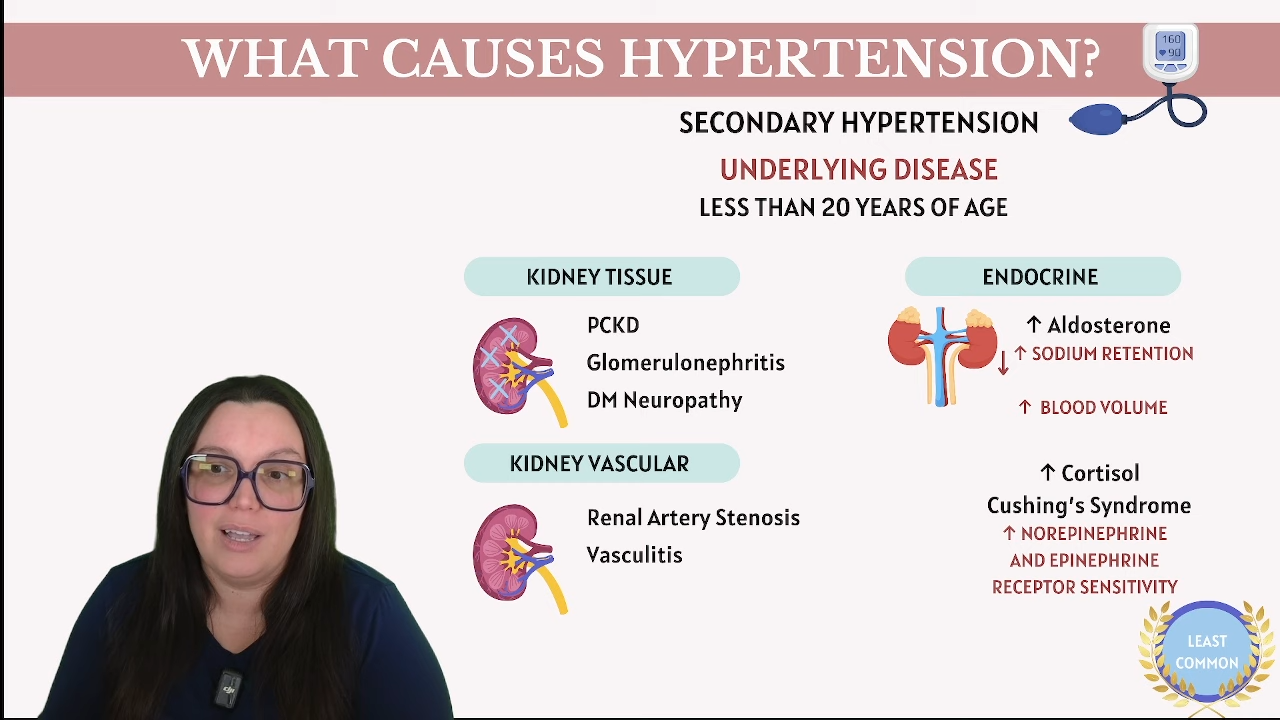 WHAT CAUSES HYPERTENSION?
160
90
SECONDARY HYPERTENSION
UNDERLYING DISEASE
LESS THAN 20 YEARS OF AGE
KIDNEY TISSUE
PCKD
Glomerulonephritis
DM Neuropathy
KIDNEY VASCULAR
Renal Artery Stenosis
Vasculitis
ENDOCRINE
↑ Aldosterone
↑ SODIUM RETENTION
↑ BLOOD VOLUME
↑ Cortisol
Cushing's Syndrome
↑ NOREPINEPHRINE
AND EPINEPHRINE
RECEPTOR SENSITIVITY
LEAST
COMMON
dji